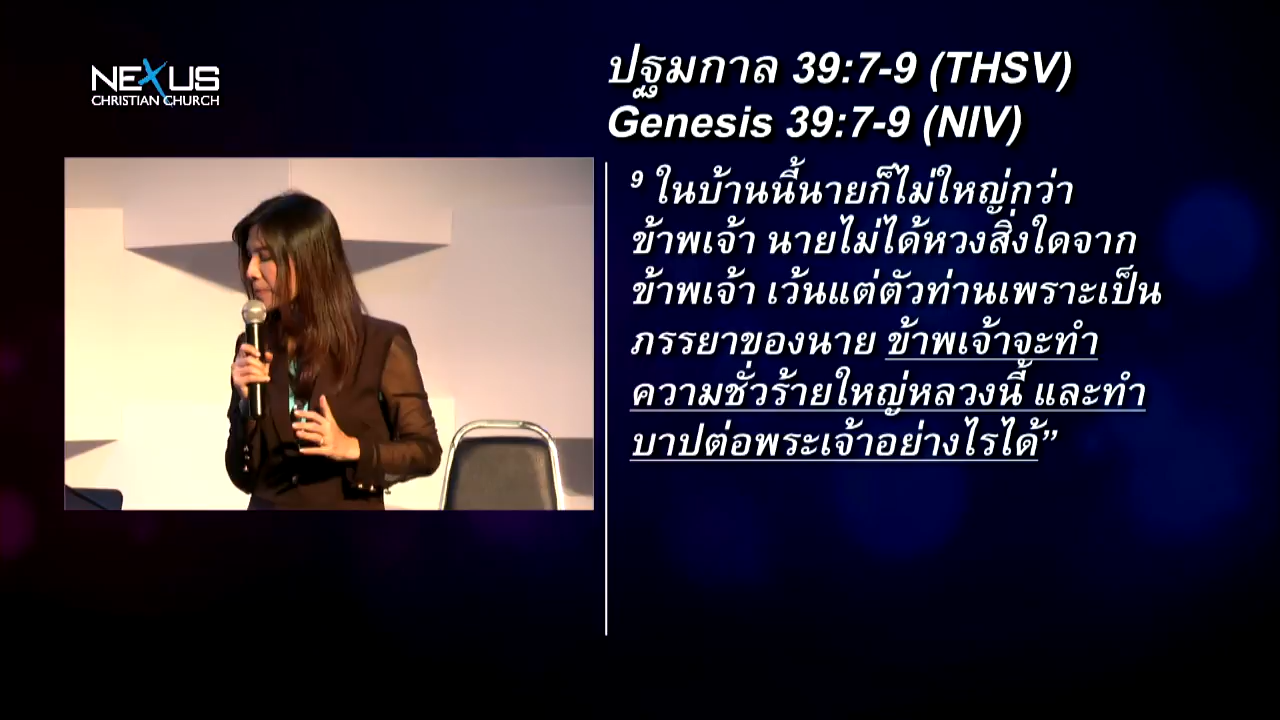 NEXUS
CHRISTIAN CHURCH
ปฐมกาล 39:7-9 (THSV)
Genesis 39:7-9 (NIV)
9 ในบ้านนี้นายก็ไม่ใหญ่กว่า
ข้าพเจ้า นายไม่ได้หวงสิ่งใดจาก
ข้าพเจ้า เว้นแต่ตัวท่านเพราะเป็น
ภรรยาของนาย ข้าพเจ้าจะทำ
ความชั่วร้ายใหญ่หลวงนี้ และทำ
บาปต่อพระเจ้าอย่างไรได้”